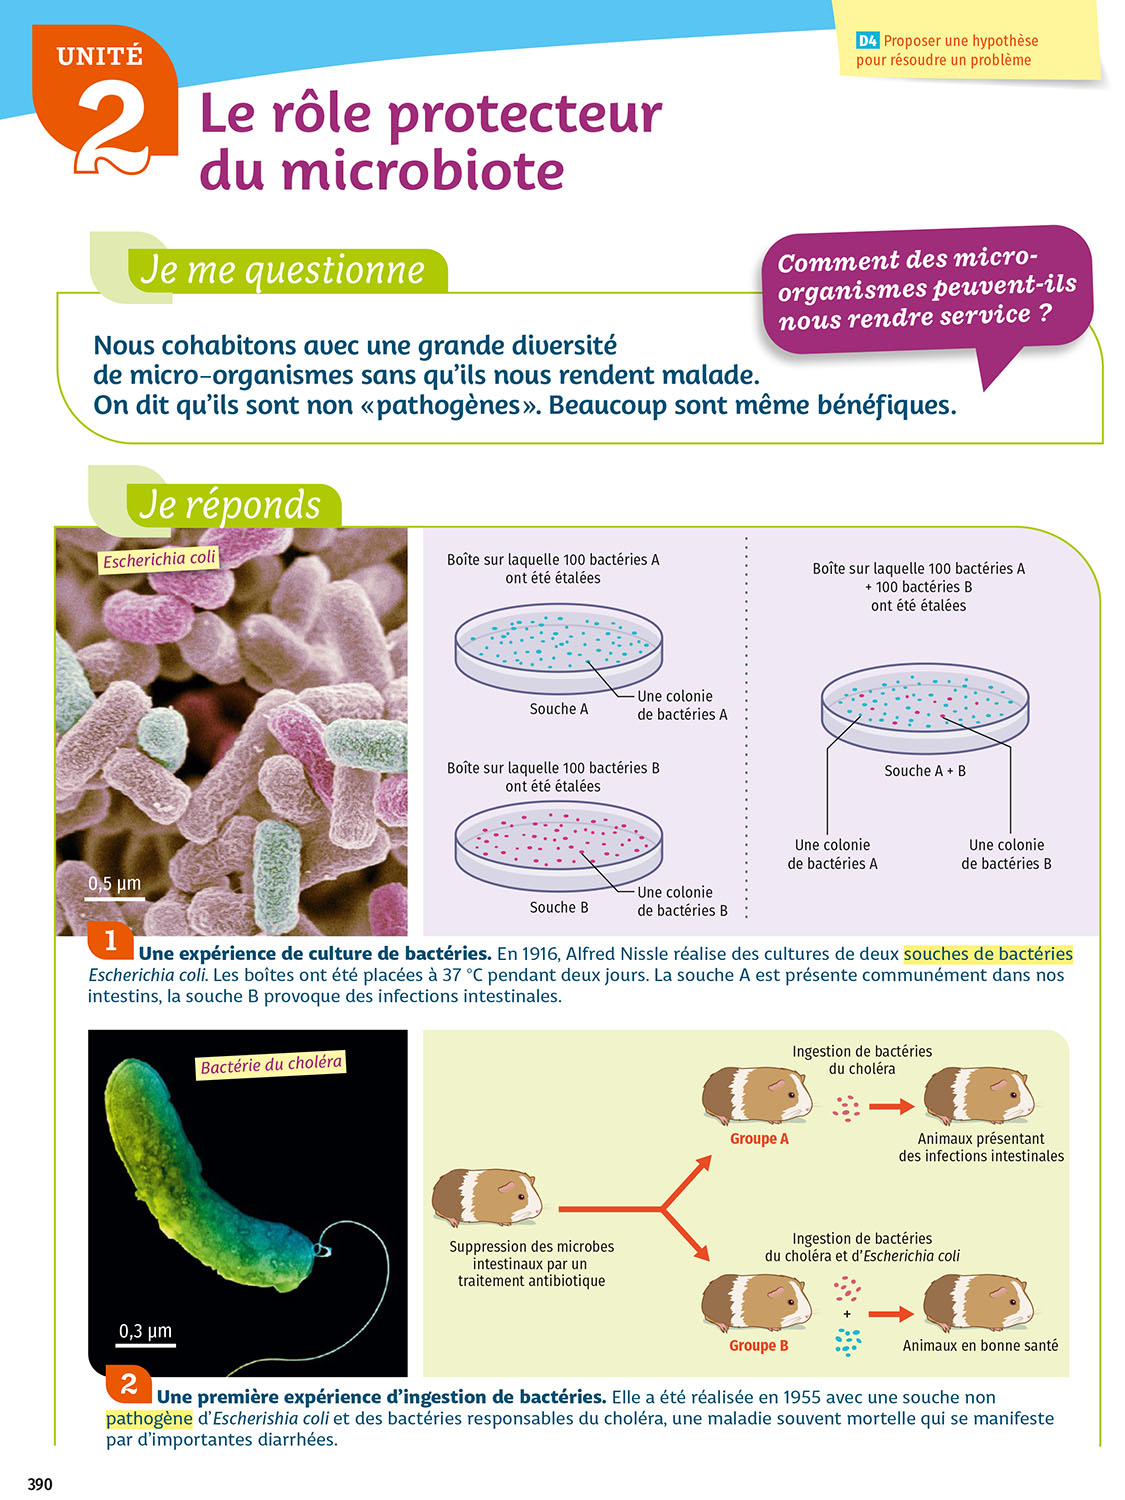 UNITÉ
2
D4 Proposer une hypothèse
pour résoudre un problème
Le rôle protecteur
du microbiote
Je me questionne
Comment des micro-
organismes peuvent-ils
nous rendre service ?
Nous cohabitons avec une grande diversité
de micro-organismes sans qu'ils nous rendent malade.
On dit qu'ils sont non «pathogènes». Beaucoup sont même bénéfiques.
Je réponds
Escherichia coli
0,5 µm
Boîte sur laquelle 100 bactéries A
ont été étalées
Une colonie
de bactéries A
Souche A
Boîte sur laquelle 100 bactéries B
ont été étalées
Une colonie
de bactéries B
Souche B
Boîte sur laquelle 100 bactéries A
+ 100 bactéries B
ont été étalées
Souche A + B
Une colonie
de bactéries A
Une colonie
de bactéries B
1 Une expérience de culture de bactéries. En 1916, Alfred Nissle réalise des cultures de deux souches de bactéries
Escherichia coli. Les boîtes ont été placées à 37 °C pendant deux jours. La souche A est présente communément dans nos
intestins, la souche B provoque des infections intestinales.
Bactérie du choléra
0,3 µm
Suppression des microbes
intestinaux par un
traitement antibiotique
Ingestion de bactéries
du choléra
Groupe A
Animaux présentant
des infections intestinales
Ingestion de bactéries
du choléra et d'Escherichia coli
+
Groupe B
Animaux en bonne santé
2 Une première expérience d'ingestion de bactéries. Elle a été réalisée en 1955 avec une souche non
pathogène d'Escherishia coli et des bactéries responsables du choléra, une maladie souvent mortelle qui se manifeste
par d'importantes diarrhées.
390